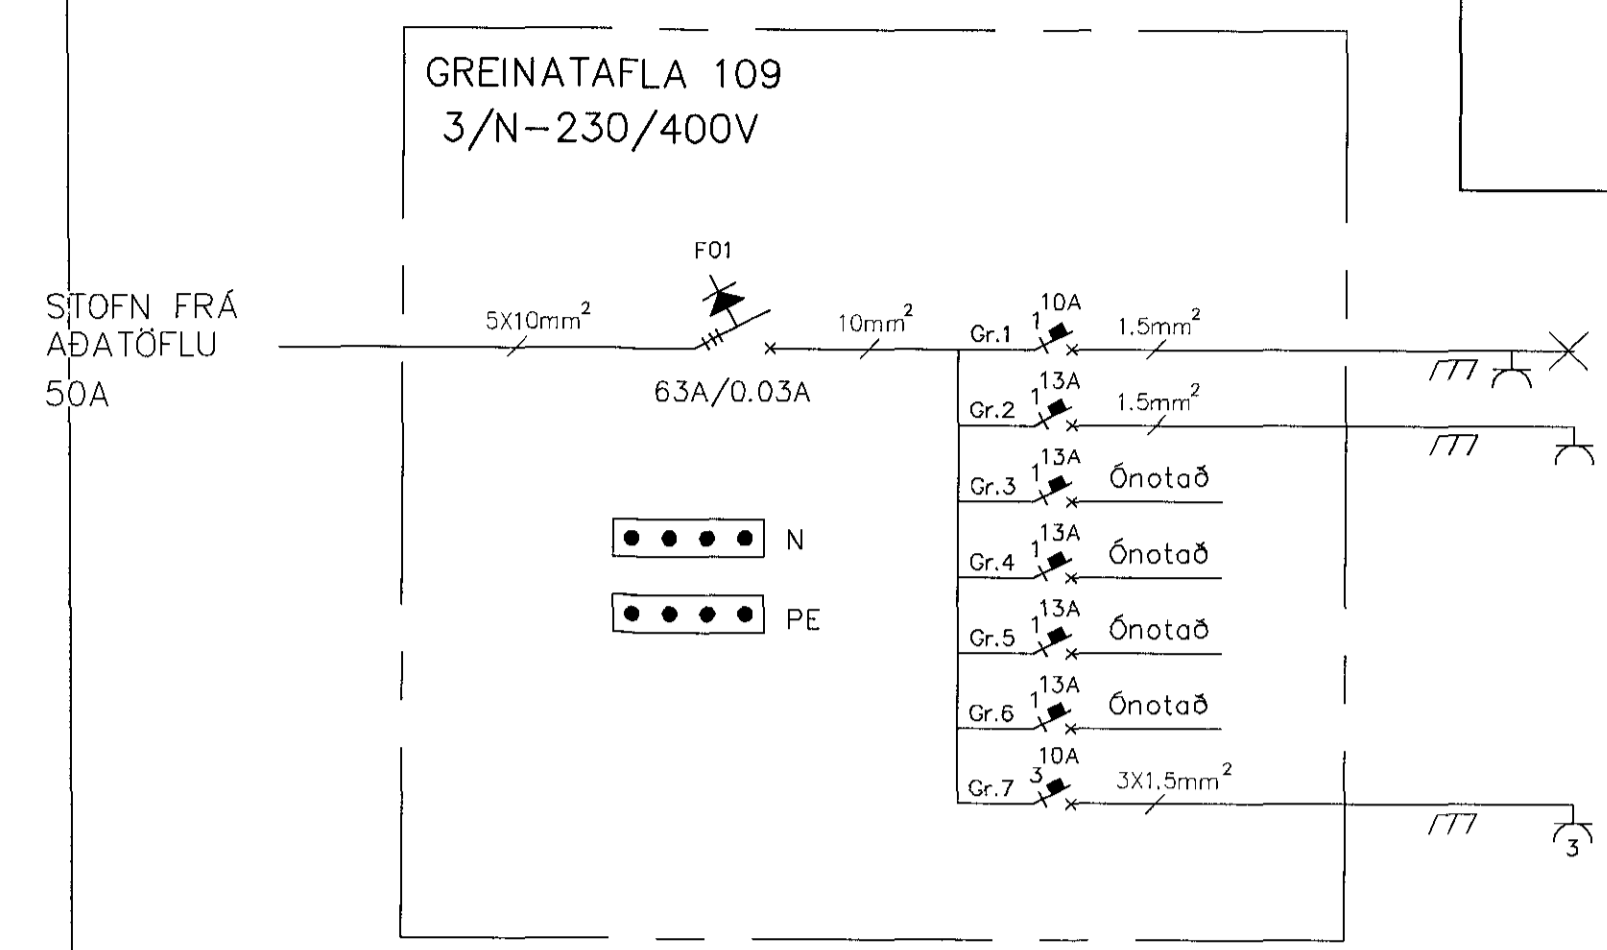 GREINATAFLA 109
3/N-230/400V
STOFN FRÁ
AÐATÖFLU
50A
5X10mm²
F01
63A/0.03A
10mm²
Gr.1 1 10A 1.5mm²
Gr.2 1 13A 1.5mm²
Gr.3 1 13A Ónotað
Gr.4 1 13A Ónotað
Gr.5 1 13A Ónotað
Gr.6 1 13A Ónotað
Gr.7 3 10A 3X1.5mm²
3
N
PE